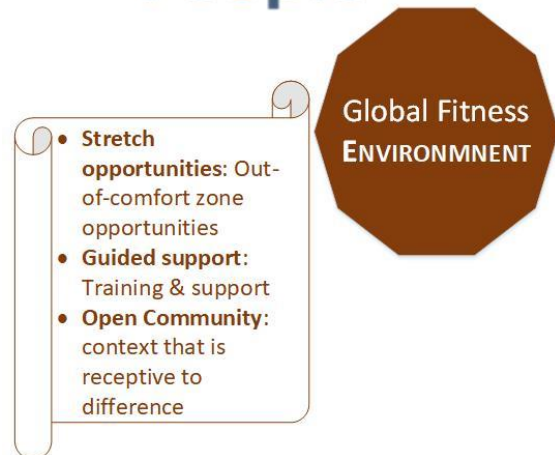 Global Fitness
ENVIRONMNENT
• Stretch
opportunities: Out-
of-comfort zone
opportunities
• Guided support:
Training & support
• Open Community:
context that is
receptive to
difference